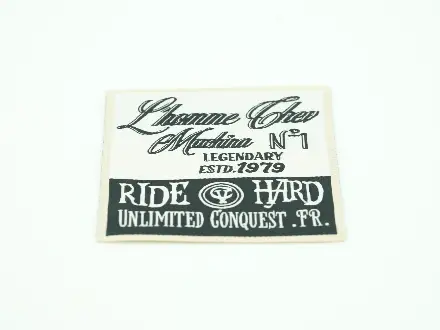 L'homme Chev
Machina N°1
LEGENDARY
ESTD. 1979
RIDE HARD
UNLIMITED CONQUEST .FR.